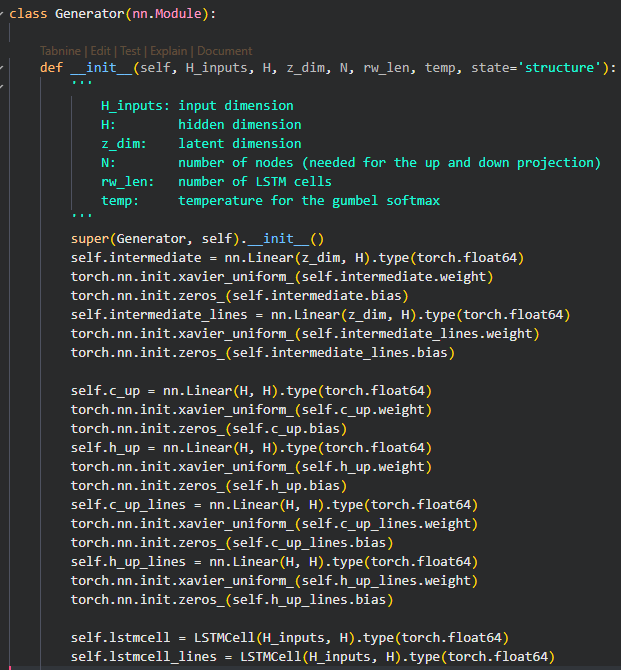 class Generator(nn.Module):
Tabnine | Edit | Test | Explain | Document
def __init__(self, H_inputs, H, z_dim, N, rw_len, temp, state='structure'):
'''
H_inputs: input dimension
H: hidden dimension
z_dim: latent dimension
N: number of nodes (needed for the up and down projection)
rw_len: number of LSTM cells
temp: temperature for the gumbel softmax
'''
super(Generator, self).__init__()
self.intermediate = nn.Linear(z_dim, H).type(torch.float64)
torch.nn.init.xavier_uniform_(self.intermediate.weight)
torch.nn.init.zeros_(self.intermediate.bias)
self.intermediate_lines = nn.Linear(z_dim, H).type(torch.float64)
torch.nn.init.xavier_uniform_(self.intermediate_lines.weight)
torch.nn.init.zeros_(self.intermediate_lines.bias)
self.c_up = nn.Linear(H, H).type(torch.float64)
torch.nn.init.xavier_uniform_(self.c_up.weight)
torch.nn.init.zeros_(self.c_up.bias)
self.h_up = nn.Linear(H, H).type(torch.float64)
torch.nn.init.xavier_uniform_(self.h_up.weight)
torch.nn.init.zeros_(self.h_up.bias)
self.c_up_lines = nn.Linear(H, H).type(torch.float64)
torch.nn.init.xavier_uniform_(self.c_up_lines.weight)
torch.nn.init.zeros_(self.c_up_lines.bias)
self.h_up_lines = nn.Linear(H, H).type(torch.float64)
torch.nn.init.xavier_uniform_(self.h_up_lines.weight)
torch.nn.init.zeros_(self.h_up_lines.bias)
self.lstmcell = LSTMCell(H_inputs, H).type(torch.float64)
self.lstmcell_lines = LSTMCell(H_inputs, H).type(torch.float64)